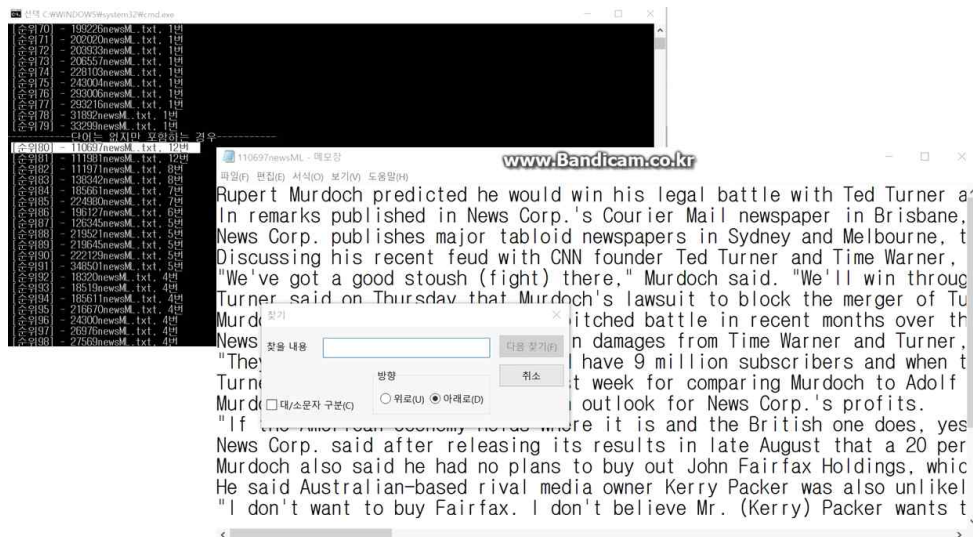 선택 C:₩WINDOWS₩system32₩cmd.exe
[순위70] - 199226newsML.txt, 1번
[순위71] - 202020newsML.txt, 1번
[순위72] - 203933newsML.txt, 1번
[순위73] - 206557newsML.txt, 1번
[순위74] - 228103newsML.txt, 1번
[순위75] - 243004newsML.txt, 1번
[순위76] - 293006newsML.txt, 1번
[순위77] - 293216newsML.txt, 1번
[순위78] - 31892newsML.txt, 1번
[순위79] - 33299newsML.txt, 1번
-----------단어는 없지만 포함하는 경우-----------
[순위80] - 110697newsML.txt, 12번
[순위81] - 111981newsML.txt, 12번
[순위82] - 111971newsML.txt, 8번
[순위83] - 138342newsML.txt, 8번
[순위84] - 185661newsML.txt, 7번
[순위85] - 224980newsML.txt, 7번
[순위86] - 196127newsML.txt, 6번
[순위87] - 126345newsML.txt, 5번
[순위88] - 219521newsML.txt, 5번
[순위89] - 219645newsML.txt, 5번
[순위90] - 222129newsML.txt, 5번
[순위91] - 348501newsML.txt, 5번
[순위92] - 18320newsML.txt, 4번
[순위93] - 18519newsML.txt, 4번
[순위94] - 185611newsML.txt, 4번
[순위95] - 216670newsML.txt, 4번
[순위96] - 24300newsML.txt, 4번
[순위97] - 26976newsML.txt, 4번
[순위98] - 27569newsML.txt, 4번
110697newsML - 메모장
www.Bandicam.co.kr
파일(F) 편집(E) 서식(O) 보기(V) 도움말(H)
Rupert Murdoch predicted he would win his legal battle with Ted Turner a
In remarks published in News Corp.'s Courier Mail newspaper in Brisbane,
News Corp. publishes major tabloid newspapers in Sydney and Melbourne, t
Discussing his recent feud with CNN founder Ted Turner and Time Warner,
"We've got a good stoush (fight) there," Murdoch said. "We'll win throug
Turner said on Thursday that Murdoch's lawsuit to block the merger of Tu
Murdo itched battle in recent months over th
News n damages from Time Warner and Turner,
"They have 9 million subscribers and when t
Turne t week for comparing Murdoch to Adolf
Murdo outlook for News Corp.'s profits.
"If the American economy holds where it is and the British one does, yes
News Corp. said after releasing its results in late August that a 20 per
Murdoch also said he had no plans to buy out John Fairfax Holdings, whic
He said Australian-based rival media owner Kerry Packer was also unlikel
"I don't want to buy Fairfax. I don't believe Mr. (Kerry) Packer wants t
찾기
찾을 내용
다음 찾기(F)
방향
취소
대/소문자 구분(C)
위로(U) 아래로(D)